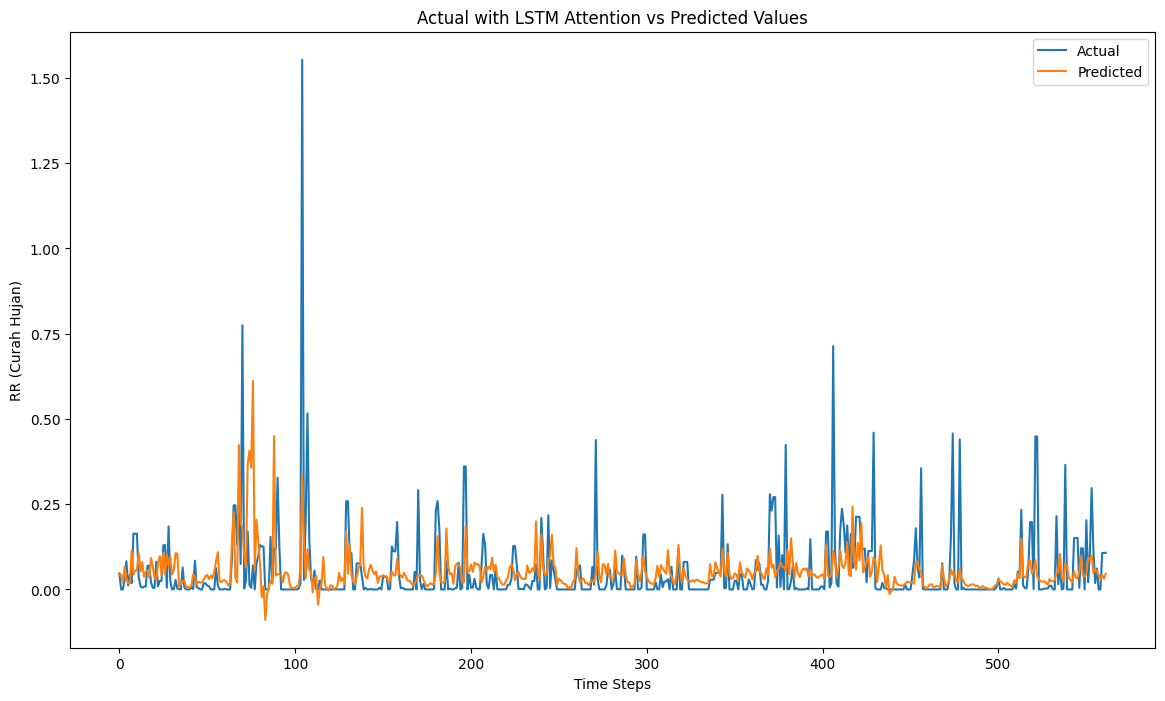 Actual with LSTM Attention vs Predicted Values
Actual
Predicted
RR (Curah Hujan)
1.50
1.25
1.00
0.75
0.50
0.25
0.00
0
100
200
300
400
500
Time Steps